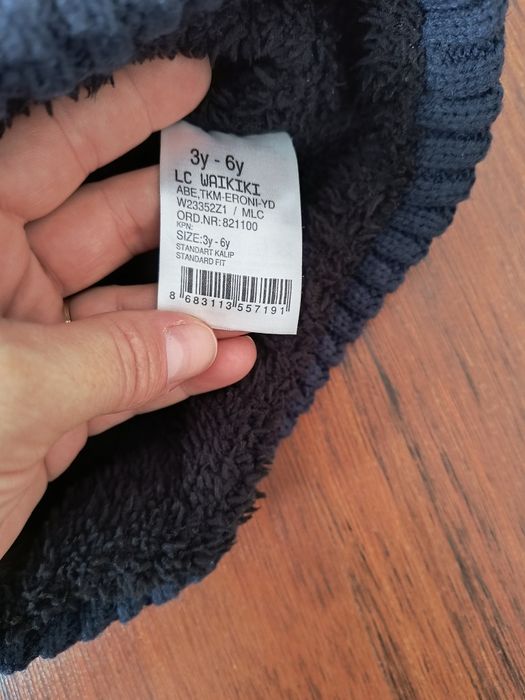 3y - 6y
LC WAIKIKI
ABE,TKM-ERONI-YD
W23352Z1 / MLC
ORD.NR: 821100
KPN:
SIZE:3y - 6y
STANDART KALIP
STANDARD FIT
8 683113 557191